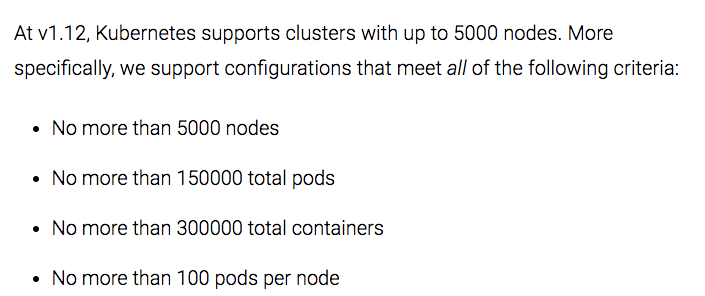 At v1.12, Kubernetes supports clusters with up to 5000 nodes. More
specifically, we support configurations that meet all of the following criteria:
• No more than 5000 nodes
• No more than 150000 total pods
• No more than 300000 total containers
• No more than 100 pods per node